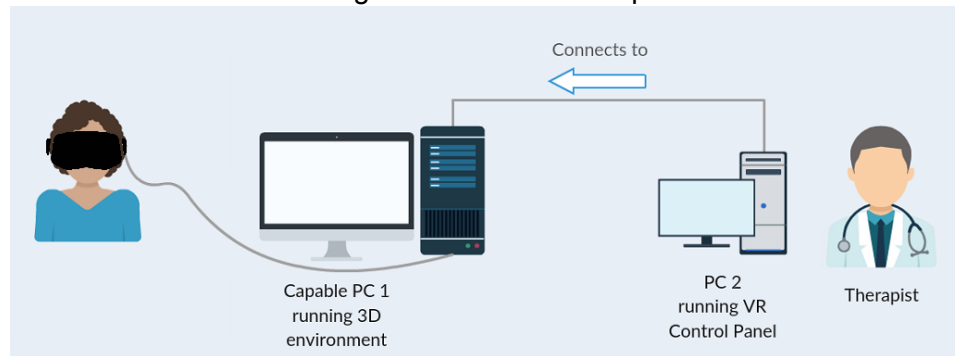 Connects to
Capable PC 1
running 3D
environment
PC 2
running VR
Control Panel
Therapist